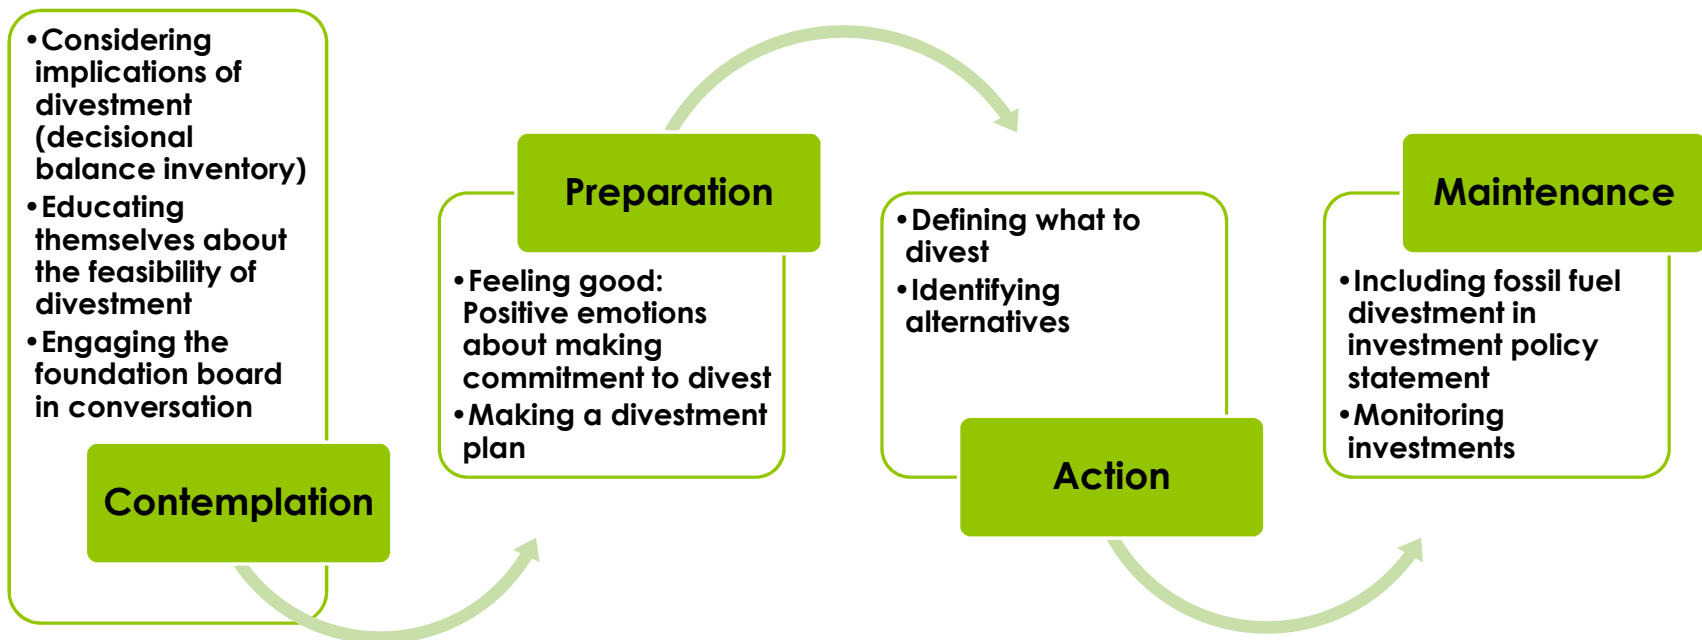 •Considering
implications of
divestment
(decisional
balance inventory)
•Educating
themselves about
the feasibility of
divestment
•Engaging the
foundation board
in conversation
Contemplation
Preparation
•Feeling good:
Positive emotions
about making
commitment to divest
•Making a divestment
plan
•Defining what to
divest
•Identifying
alternatives
Action
Maintenance
•Including fossil fuel
divestment in
investment policy
statement
•Monitoring
investments